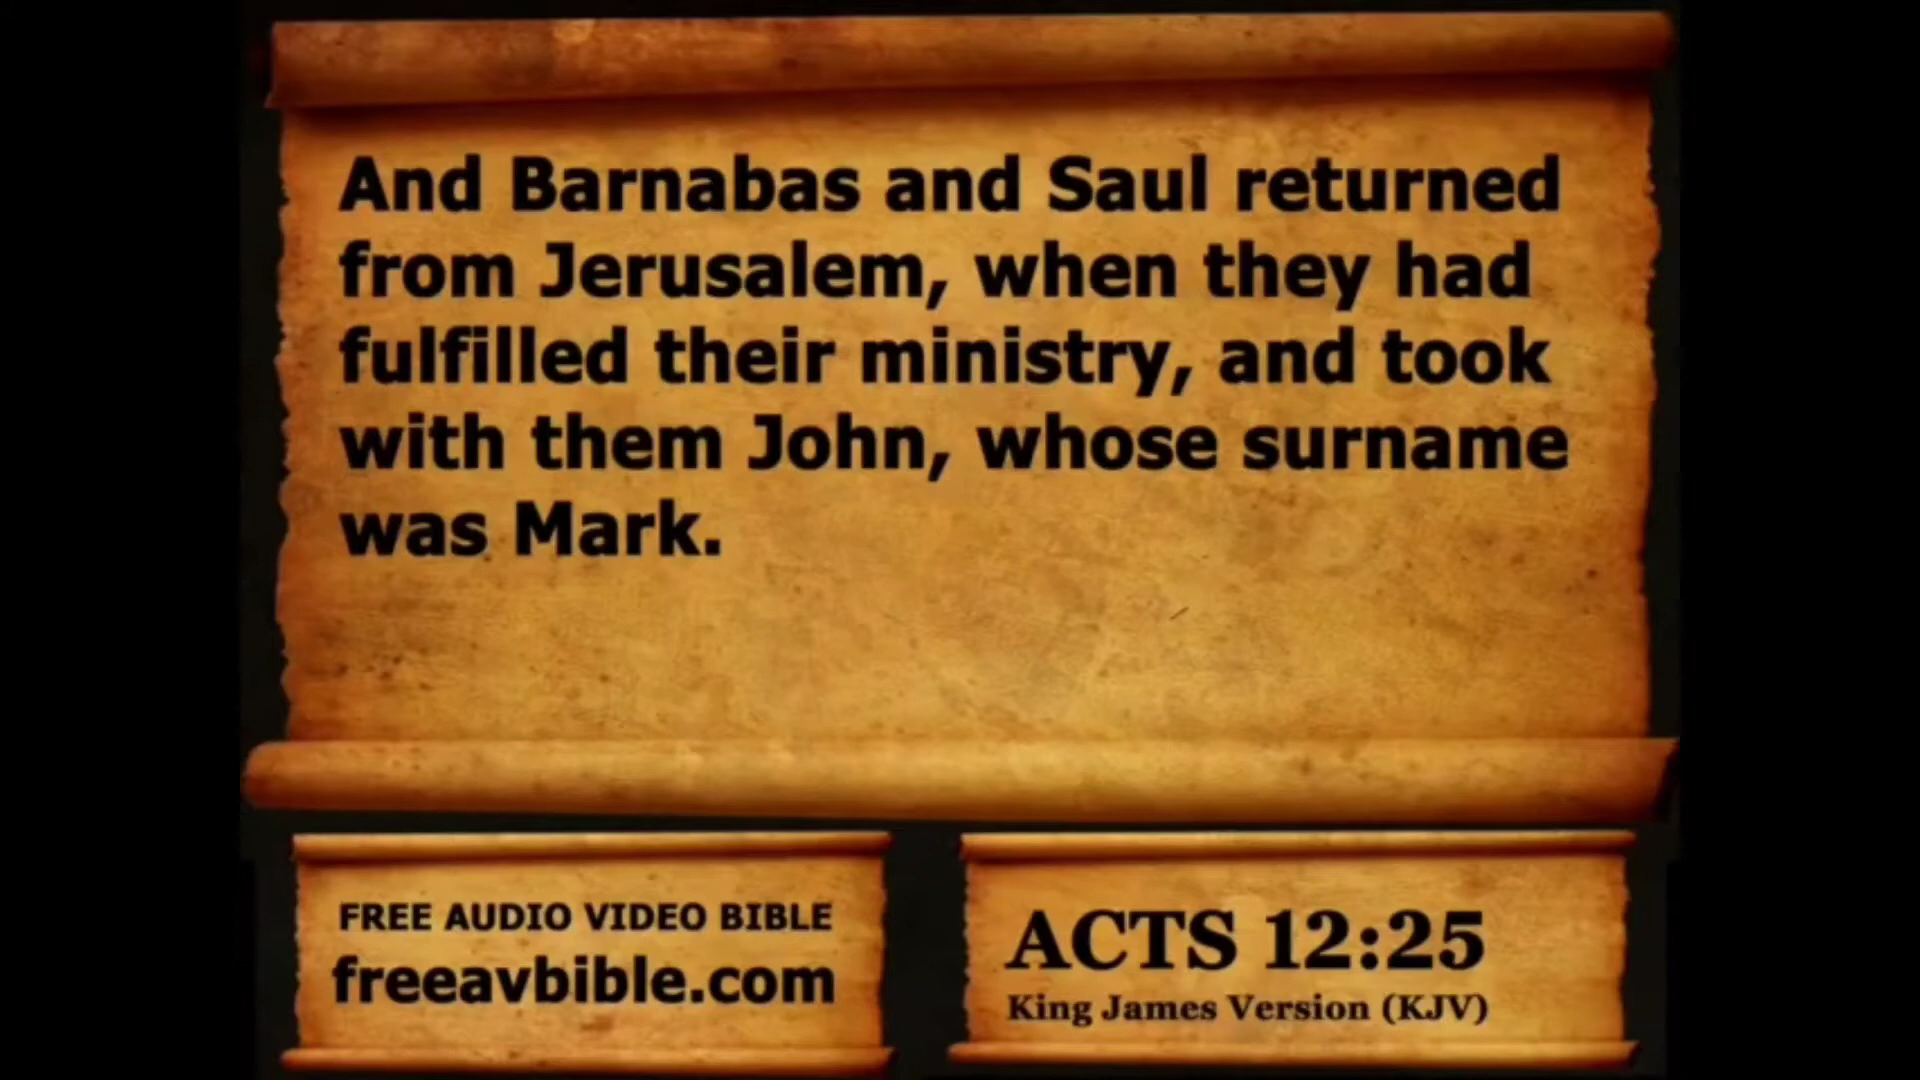 And Barnabas and Saul returned
from Jerusalem, when they had
fulfilled their ministry, and took
with them John, whose surname
was Mark.
FREE AUDIO VIDEO BIBLE
freeavbible.com
ACTS 12:25
King James Version (KJV)